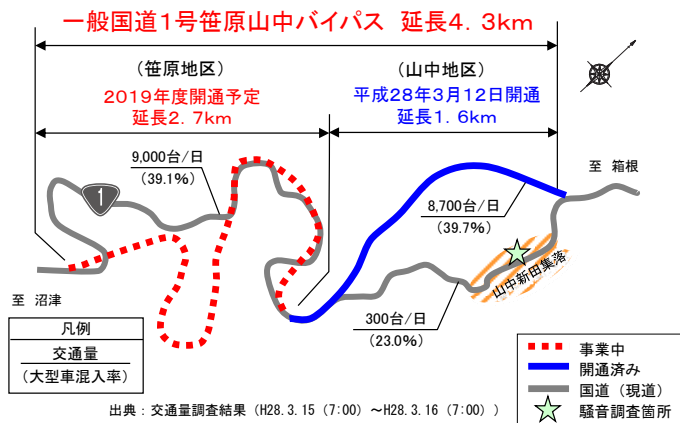 一般国道1号笹原山中バイパス 延長4.3km
(笹原地区)
2019年度開通予定
延長2.7km
(山中地区)
平成28年3月12日開通
延長1.6km
9,000台/日
(39.1%)
至 箱根
1
8,700台/日
(39.7%)
山中新田集落
至 沼津
300台/日
(23.0%)
凡例
交通量
(大型車混入率)
事業中
開通済み
国道(現道)
騒音調査箇所
出典:交通量調査結果(H28.3.15(7:00)~H28.3.16(7:00))